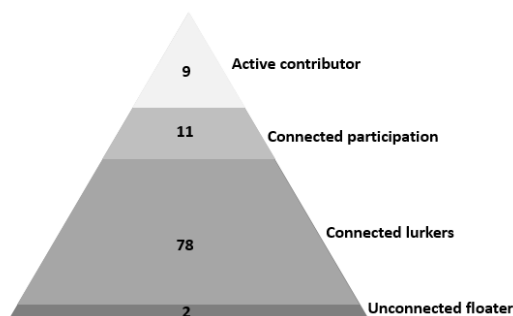 9 Active contributor
11 Connected participation
78 Connected lurkers
2 Unconnected floater